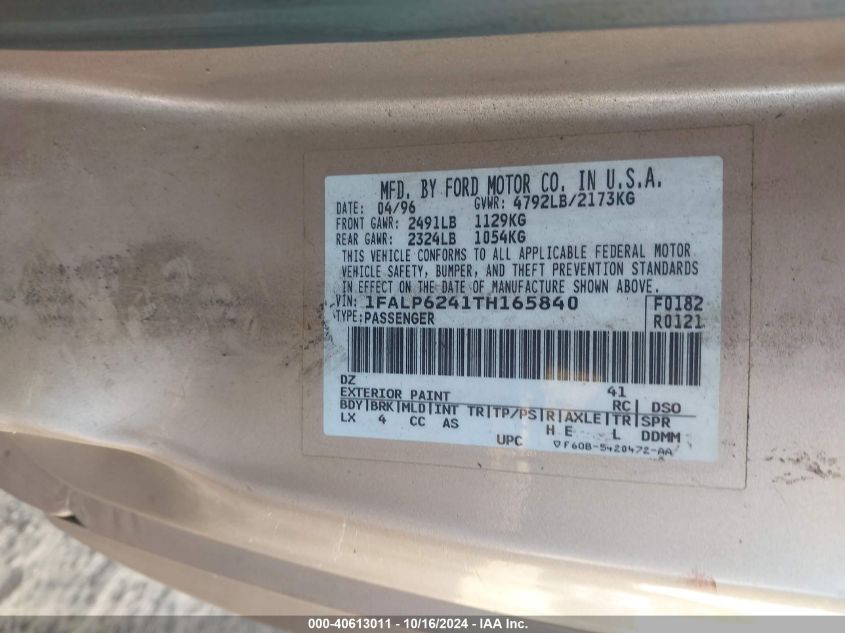 MFD. BY FORD MOTOR CO. IN U.S.A.
DATE: 04/96 GVWR: 4792LB/2173KG
FRONT GAWR: 2491LB 1129KG
REAR GAWR: 2324LB 1054KG
THIS VEHICLE CONFORMS TO ALL APPLICABLE FEDERAL MOTOR
VEHICLE SAFETY, BUMPER, AND THEFT PREVENTION STANDARDS
IN EFFECT ON THE DATE OF MANUFACTURE SHOWN ABOVE.
VIN: 1FALP6241TH165840 F0182
TYPE: PASSENGER R0121
DZ 41
EXTERIOR PAINT RC DSO
BDY BRK MLD INT TR TP/PS R AXLE TR SPR
LX 4 CC AS H E L DDMM
UPC F60B-5420472-AA
000-40613011 - 10/16/2024 - IAA Inc.